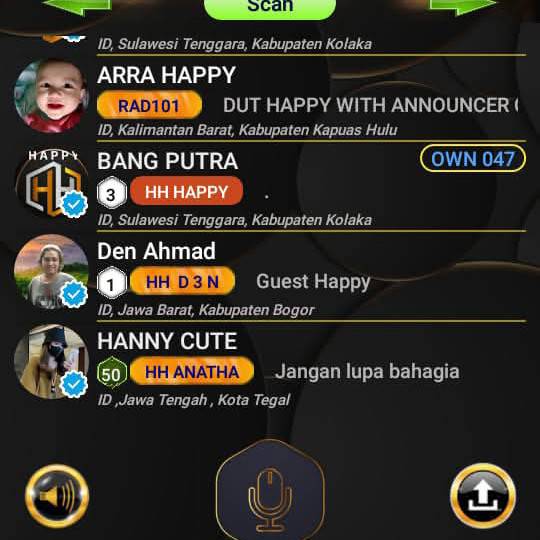 Scan
ID, Sulawesi Tenggara, Kabupaten Kolaka
ARRA HAPPY
RAD101 DUT HAPPY WITH ANNOUNCER
ID, Kalimantan Barat, Kabupaten Kapuas Hulu
HAPPY
BANG PUTRA OWN 047
3 HH HAPPY .
ID, Sulawesi Tenggara, Kabupaten Kolaka
Den Ahmad
1 HH D 3 N Guest Happy
ID, Jawa Barat, Kabupaten Bogor
HANNY CUTE
50 HH ANATHA Jangan lupa bahagia
ID ,Jawa Tengah , Kota Tegal